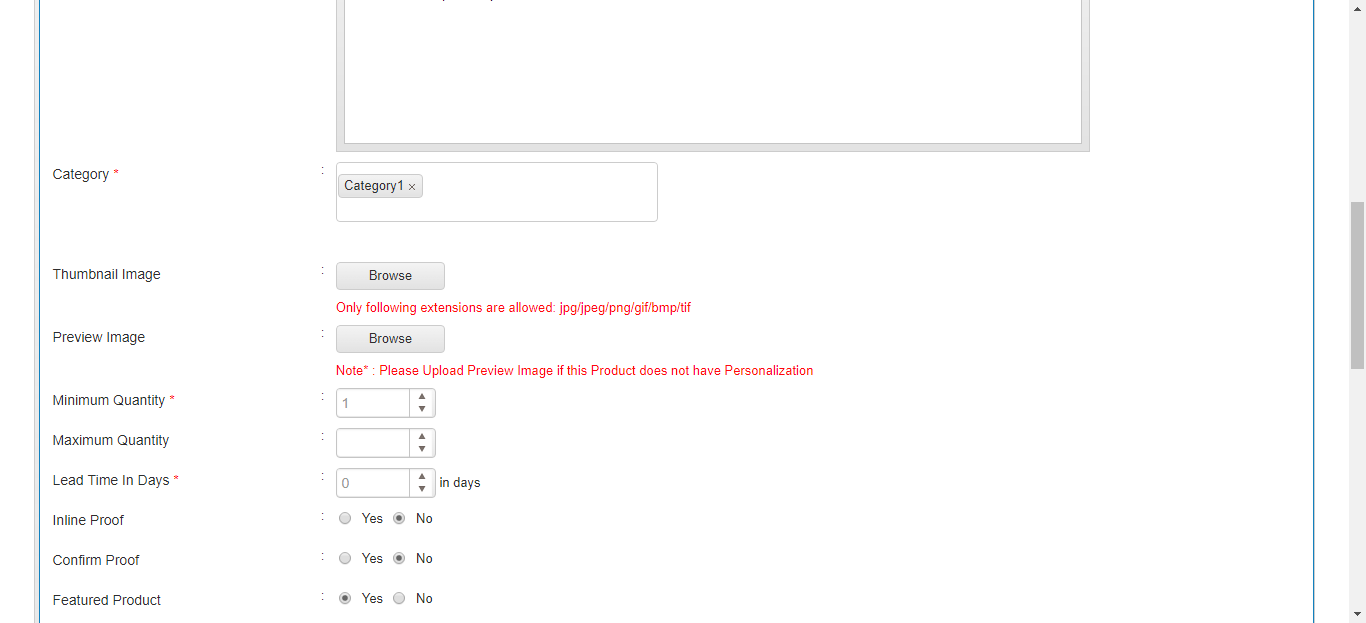 Category * :
Category1 ×
Thumbnail Image : Browse
Only following extensions are allowed: jpg/jpeg/png/gif/bmp/tif
Preview Image : Browse
Note* : Please Upload Preview Image if this Product does not have Personalization
Minimum Quantity * : 1
Maximum Quantity :
Lead Time In Days * : 0 in days
Inline Proof : Yes No
Confirm Proof : Yes No
Featured Product : Yes No